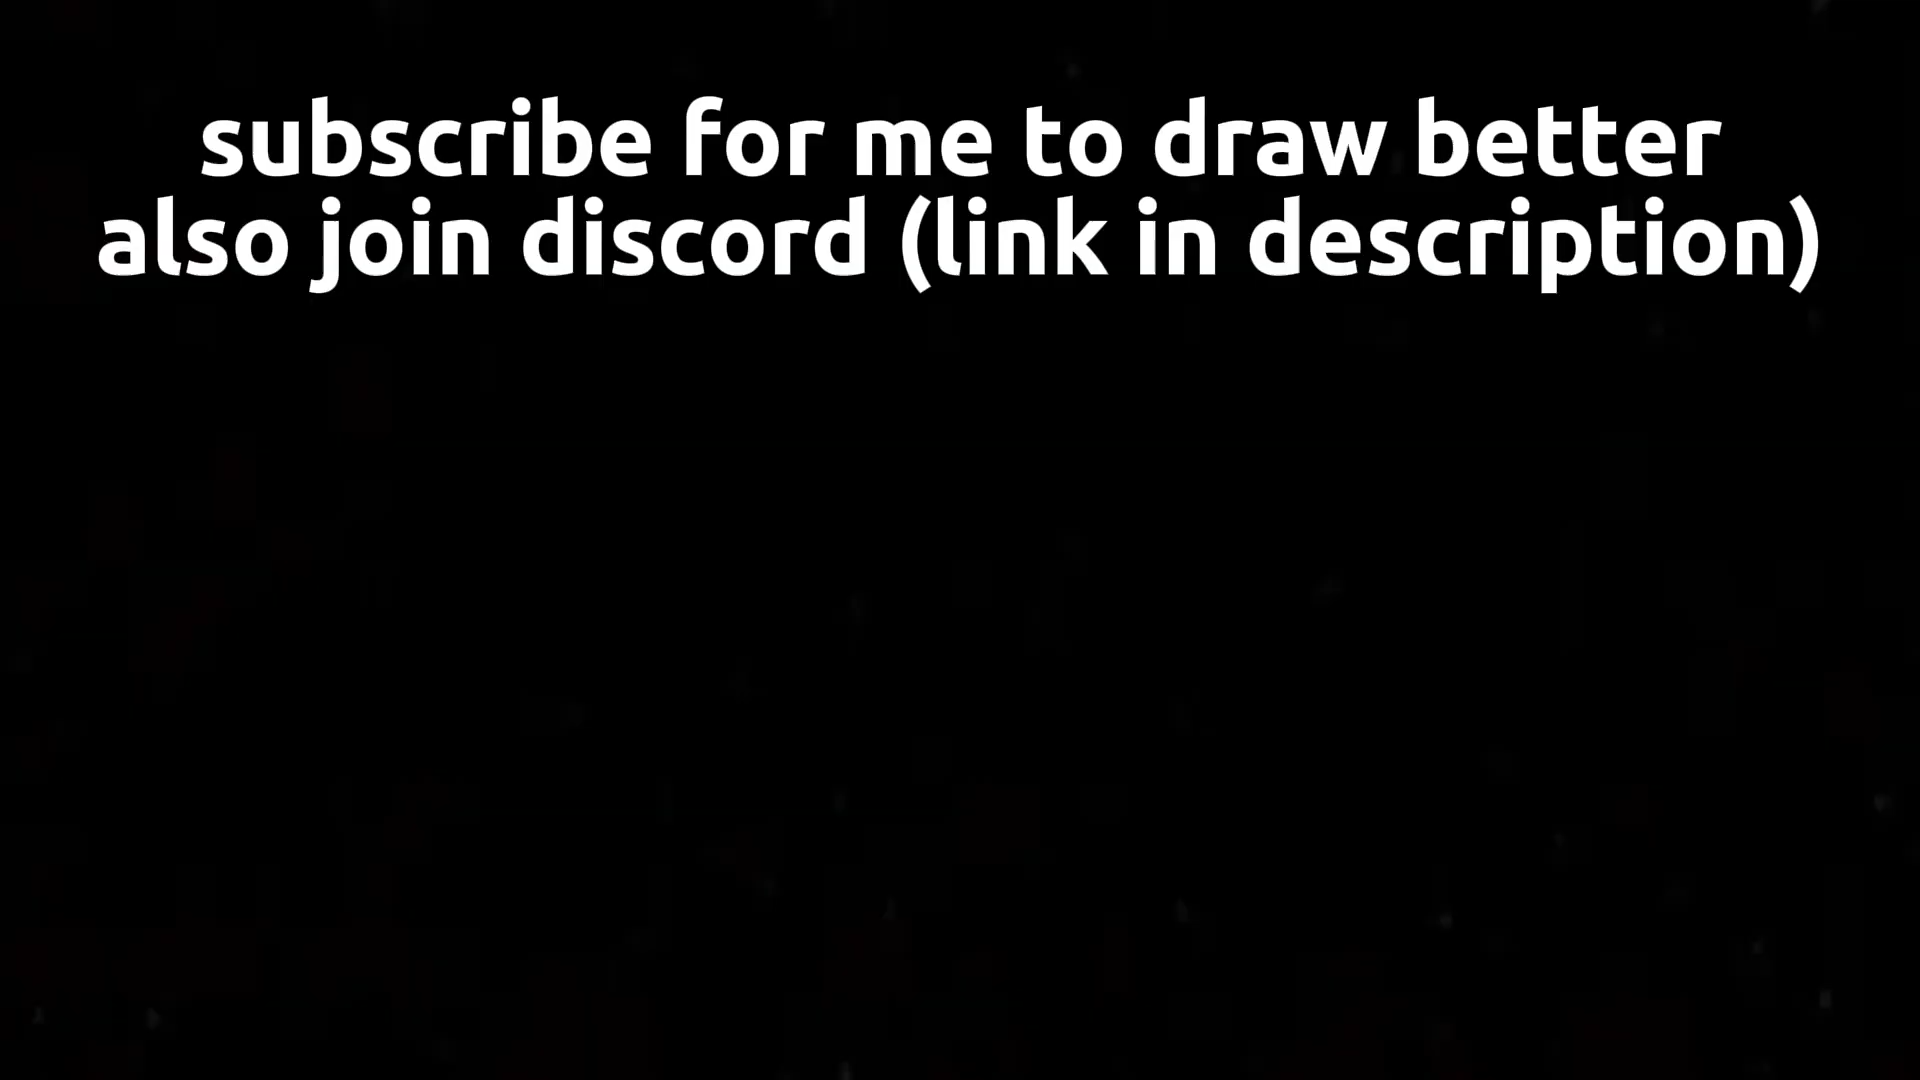 subscribe for me to draw better
also join discord (link in description)